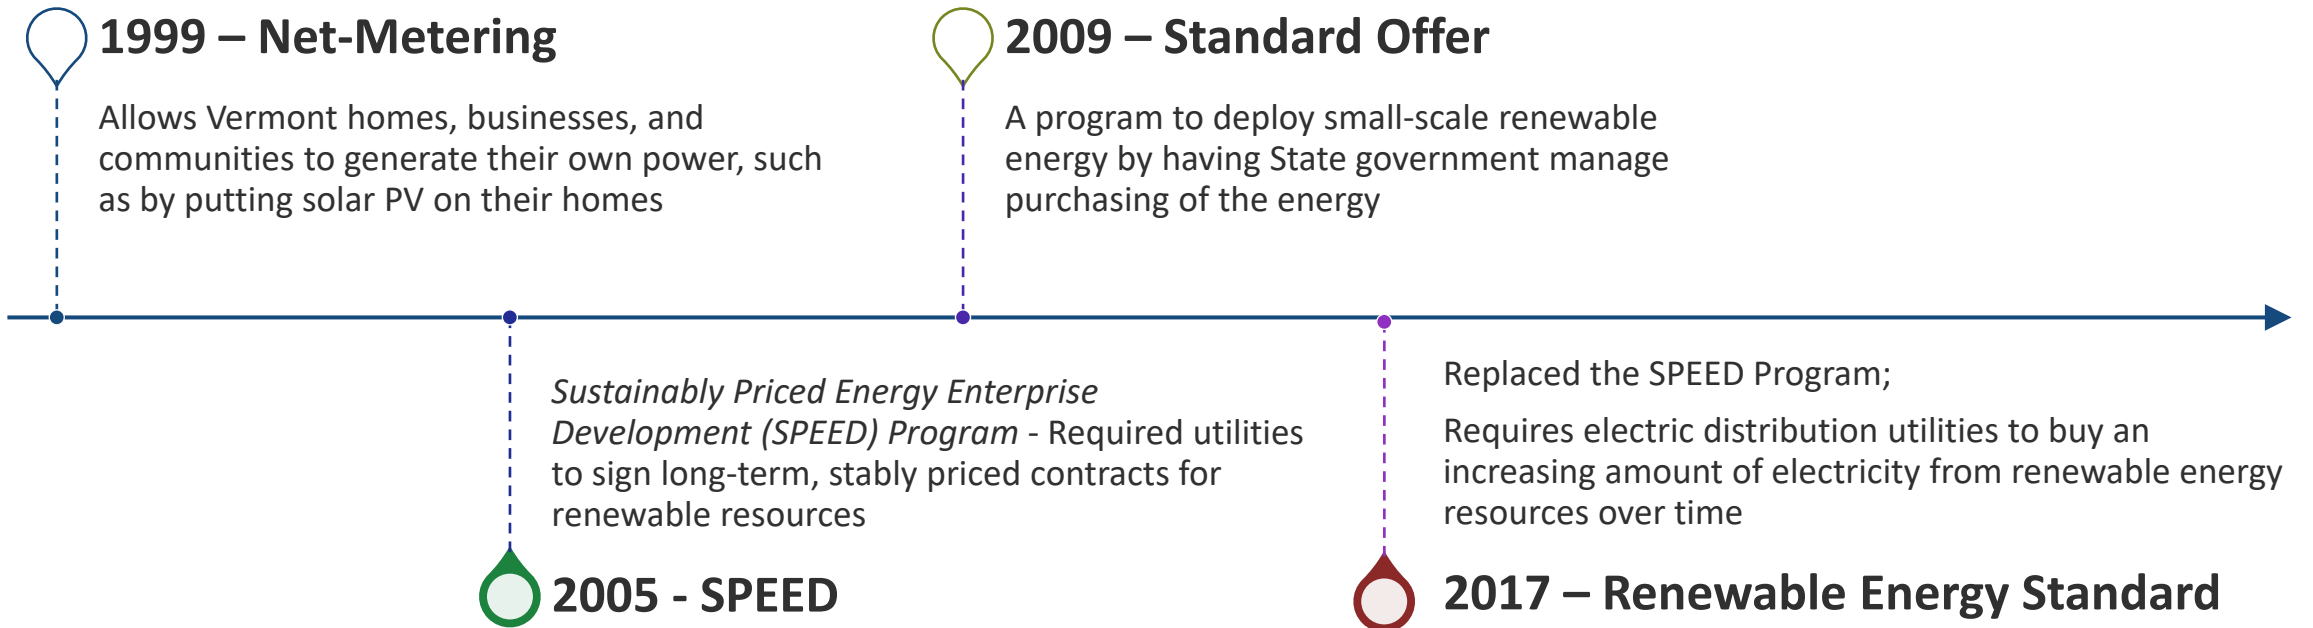 1999 – Net-Metering
Allows Vermont homes, businesses, and
communities to generate their own power, such
as by putting solar PV on their homes
2009 – Standard Offer
A program to deploy small-scale renewable
energy by having State government manage
purchasing of the energy
Sustainably Priced Energy Enterprise
Development (SPEED) Program - Required utilities
to sign long-term, stably priced contracts for
renewable resources
2005 - SPEED
Replaced the SPEED Program;
Requires electric distribution utilities to buy an
increasing amount of electricity from renewable energy
resources over time
2017 – Renewable Energy Standard